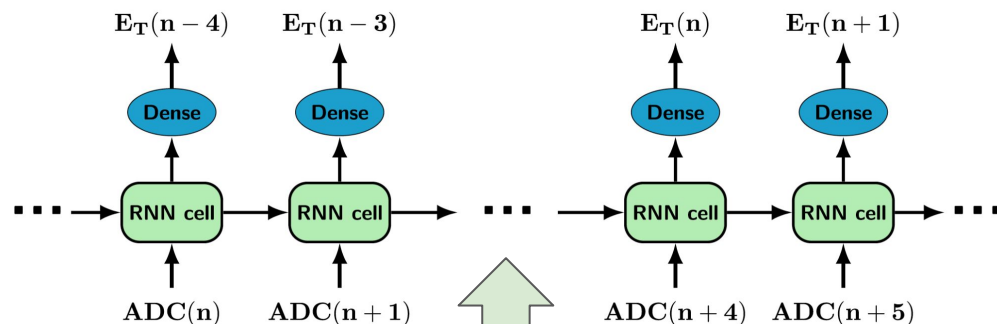 E_T(n − 4) E_T(n − 3) E_T(n) E_T(n + 1)
Dense Dense Dense Dense
... RNN cell RNN cell ... RNN cell RNN cell ...
ADC(n) ADC(n + 1) ADC(n + 4) ADC(n + 5)